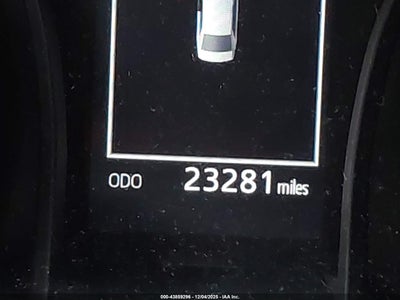 ODO 23281 miles
000-43859296 - 12/04/2025 - IAA Inc.